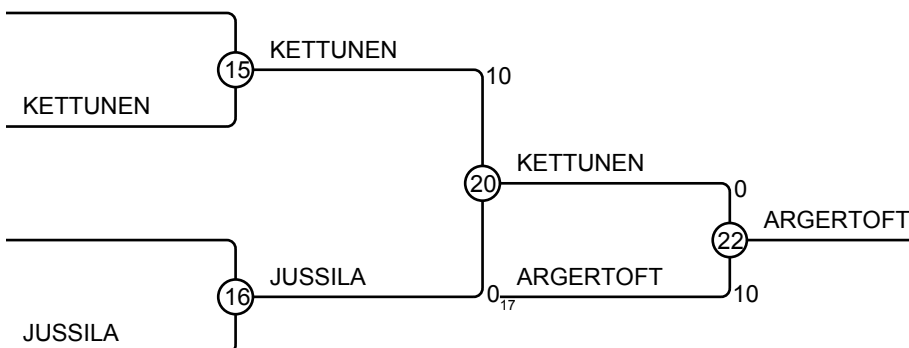 KETTUNEN
15
10
KETTUNEN
KETTUNEN
20
0
ARGERTOFT
22
JUSSILA
0
17
ARGERTOFT
10
16
JUSSILA